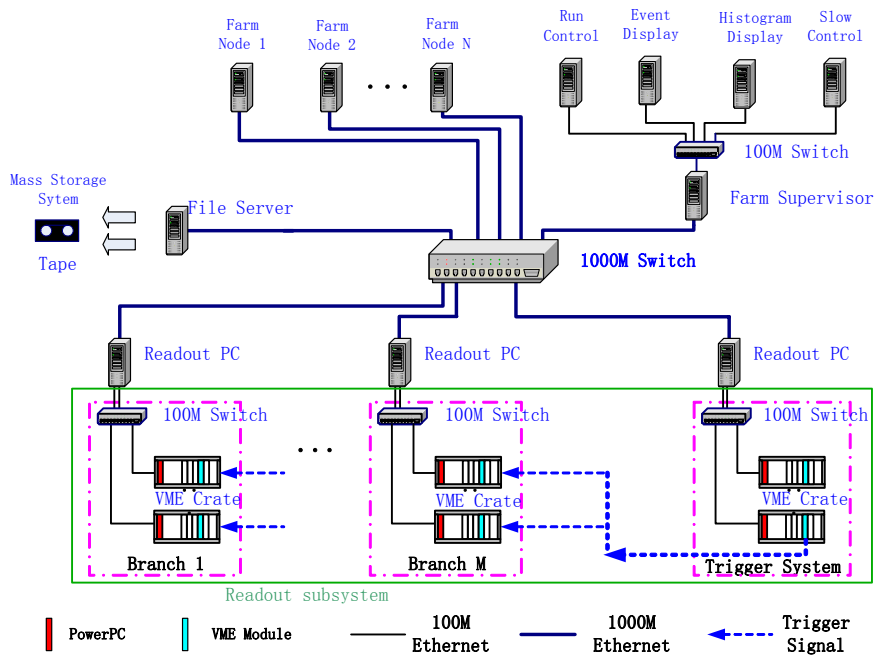 Farm
Node 1
Farm
Node 2
Farm
Node N
Run
Control
Event
Display
Histogram
Display
Slow
Control
100M Switch
Mass Storage
Sytem
Tape
File Server
Farm Supervisor
1000M Switch
Readout PC
Readout PC
Readout PC
100M Switch
100M Switch
100M Switch
VME Crate
VME Crate
VME Crate
Branch 1
Branch M
Trigger System
Readout subsystem
PowerPC
VME Module
100M
Ethernet
1000M
Ethernet
Trigger
Signal